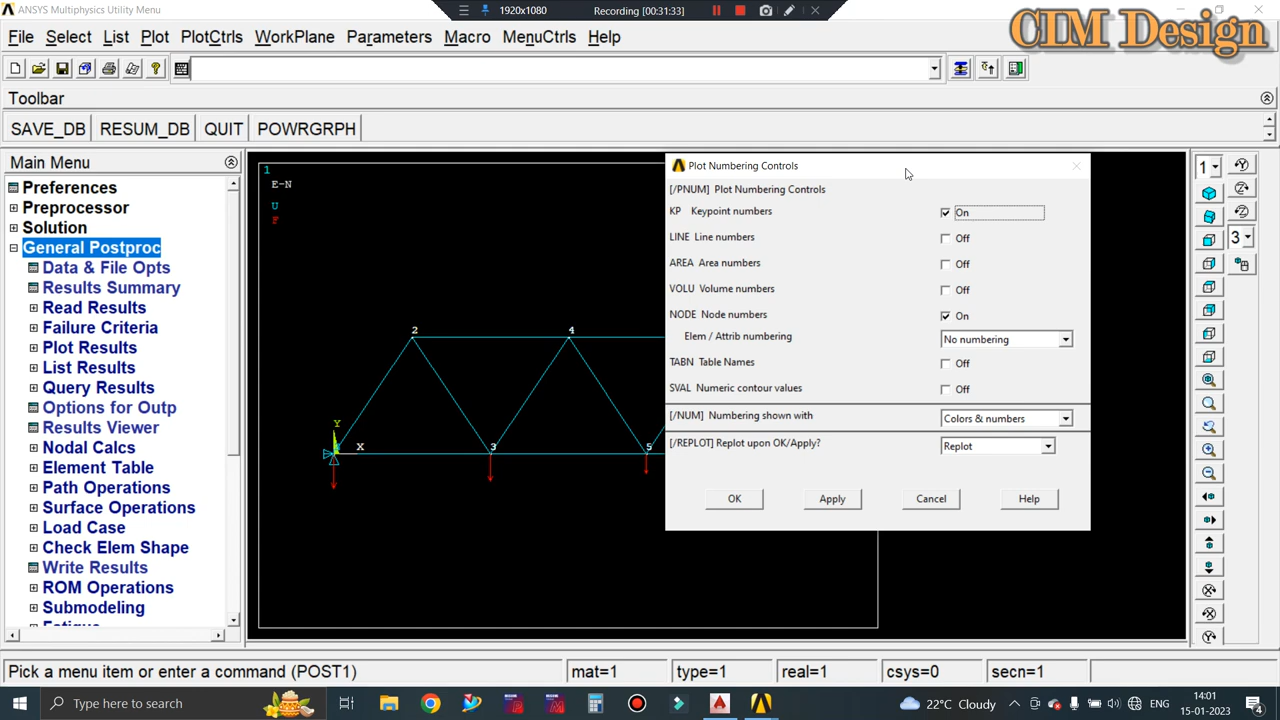 ANSYS Multiphysics Utility Menu
1920x1080
Recording [00:31:33]
CIM Design
File Select List Plot PlotCtrls WorkPlane Parameters Macro MenuCtrls Help
Toolbar
SAVE_DB RESUM_DB QUIT POWRGRPH
Main Menu
Preferences
Preprocessor
Solution
General Postproc
Data & File Opts
Results Summary
Read Results
Failure Criteria
Plot Results
List Results
Query Results
Options for Outp
Results Viewer
Nodal Calcs
Element Table
Path Operations
Surface Operations
Load Case
Check Elem Shape
Write Results
ROM Operations
Submodeling
Fatigue
1
E-N
U
F
2
4
Y
X
3
5
Plot Numbering Controls
[/PNUM] Plot Numbering Controls
KP Keypoint numbers On
LINE Line numbers Off
AREA Area numbers Off
VOLU Volume numbers Off
NODE Node numbers On
Elem / Attrib numbering No numbering
TABN Table Names Off
SVAL Numeric contour values Off
[/NUM] Numbering shown with Colors & numbers
[/REPLOT] Replot upon OK/Apply? Replot
OK Apply Cancel Help
1
3
Pick a menu item or enter a command (POST1)
mat=1 type=1 real=1 csys=0 secn=1
Type here to search
22°C Cloudy
ENG
14:01
15-01-2023
4